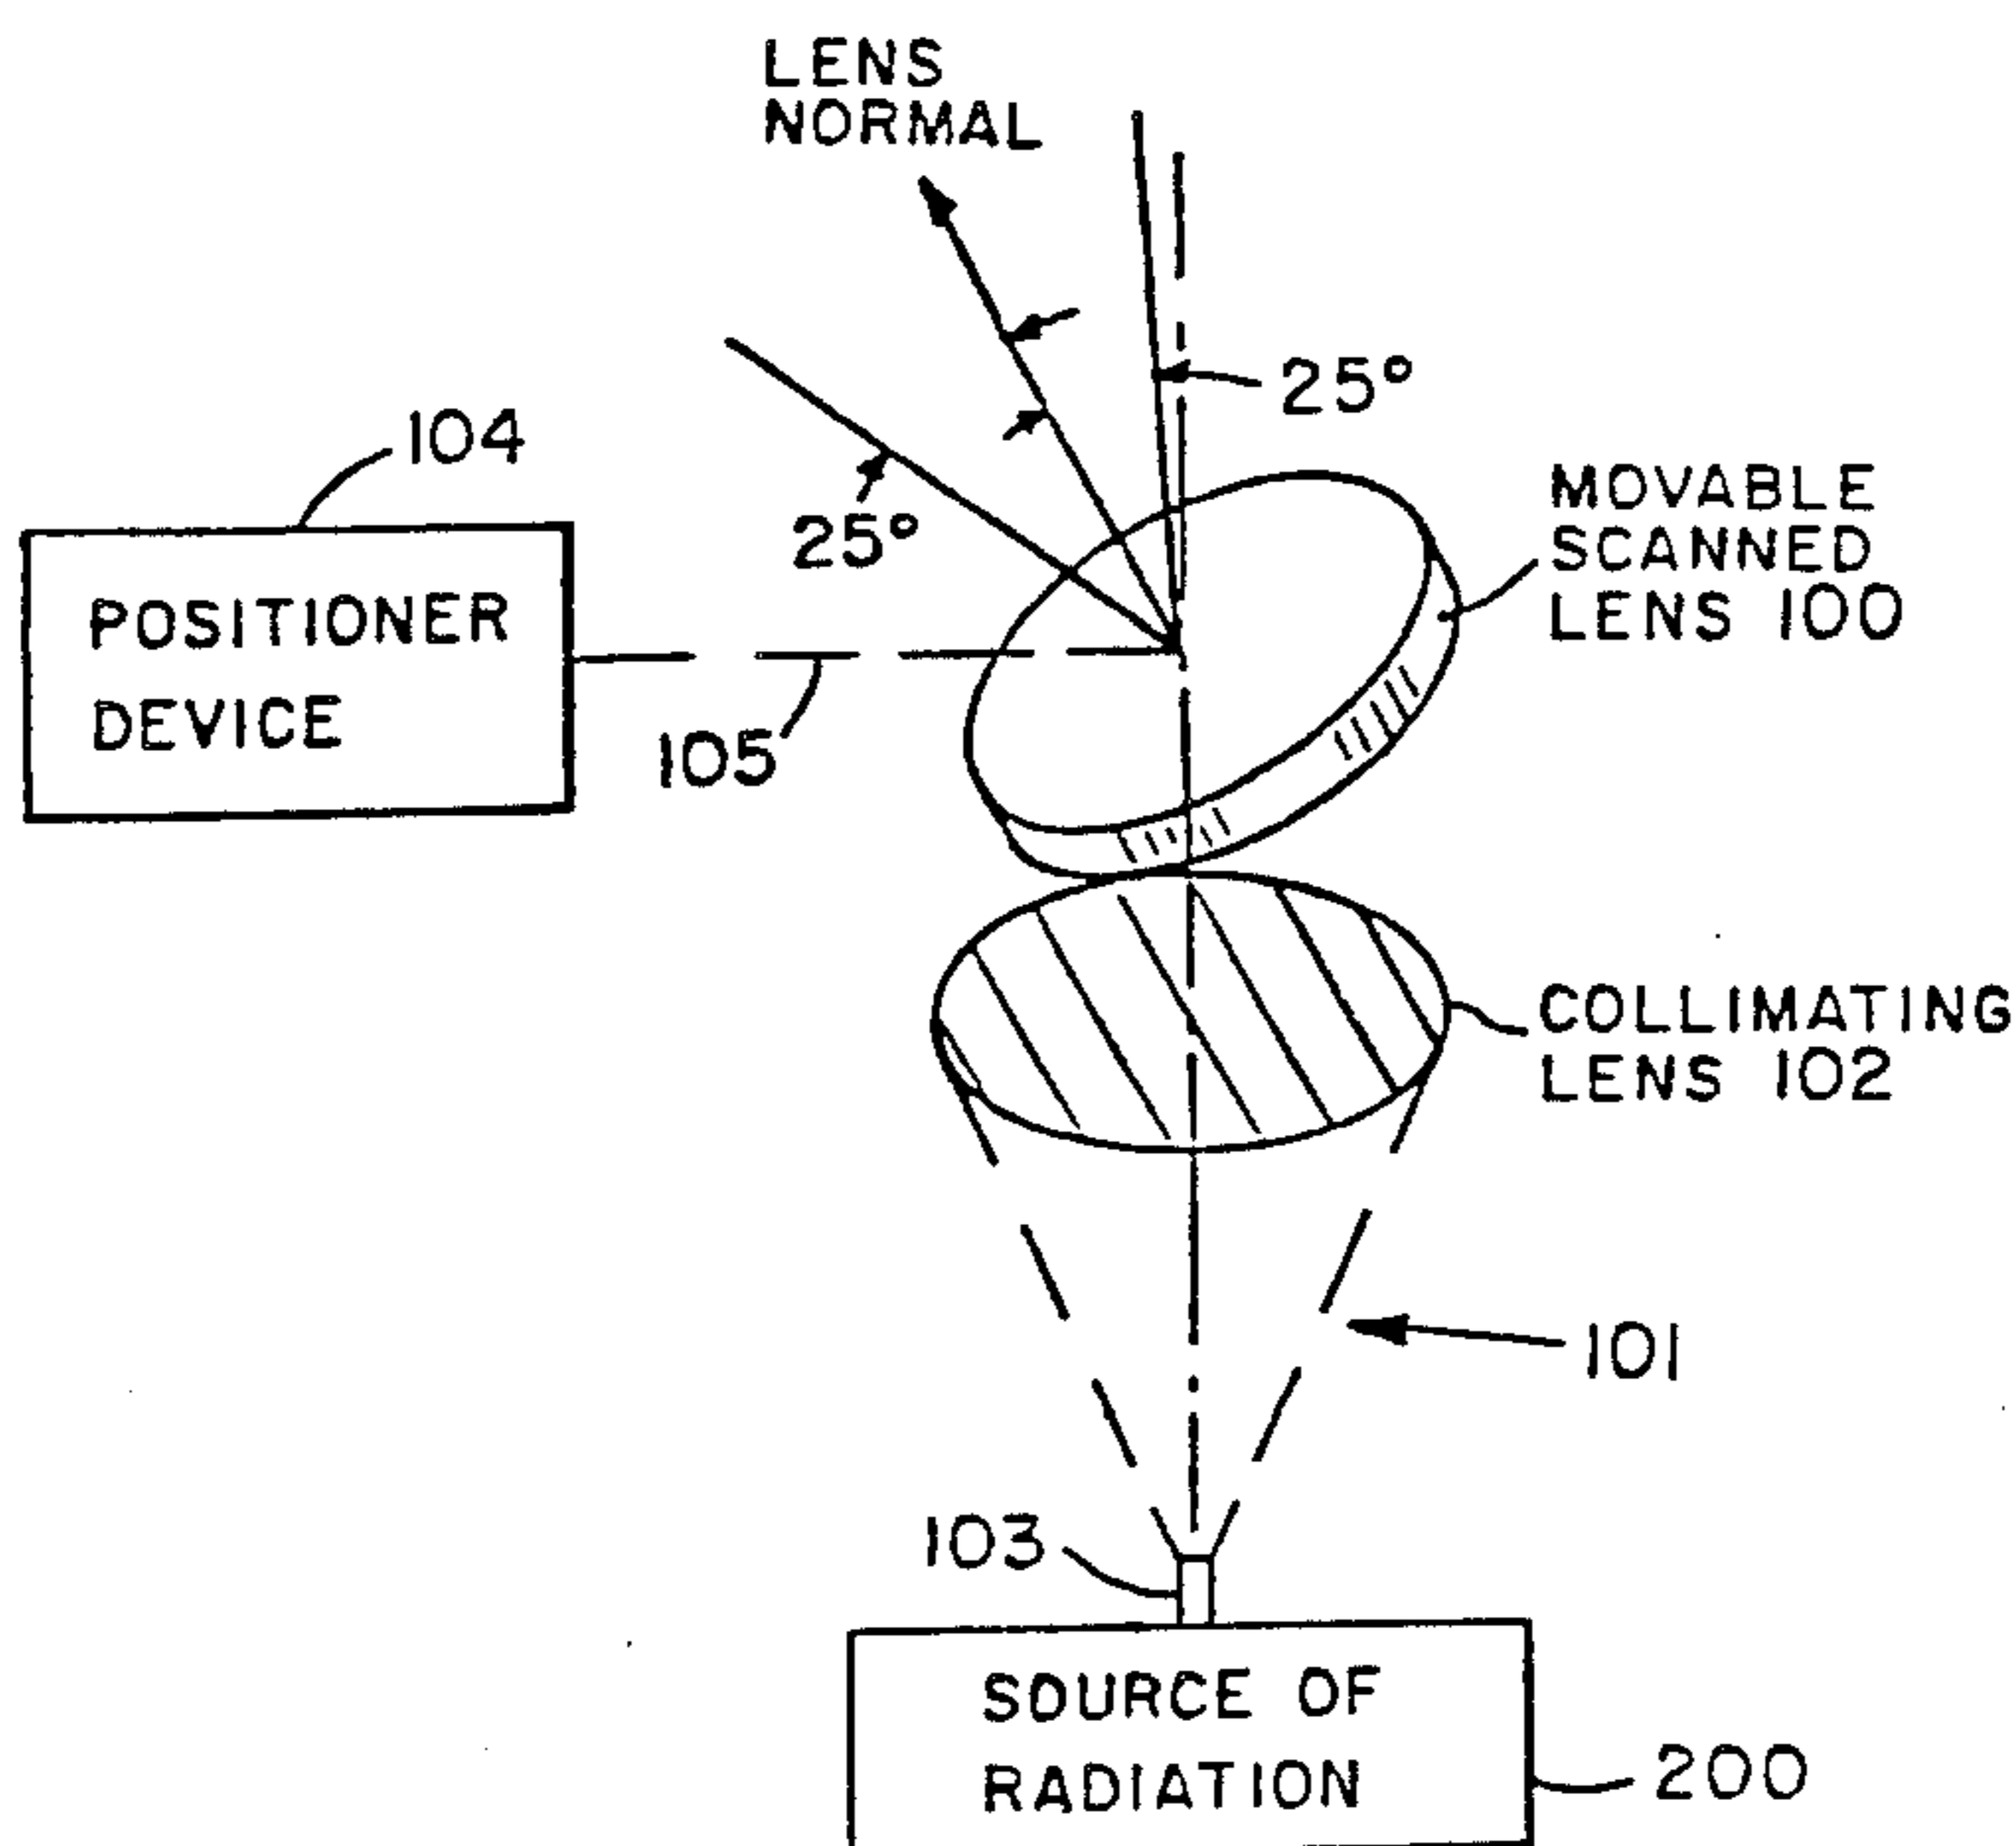 LENS
NORMAL
25°
104
25°
MOVABLE
SCANNED
LENS 100
POSITIONER
DEVICE
105
COLLIMATING
LENS 102
101
103
SOURCE OF
RADIATION
200